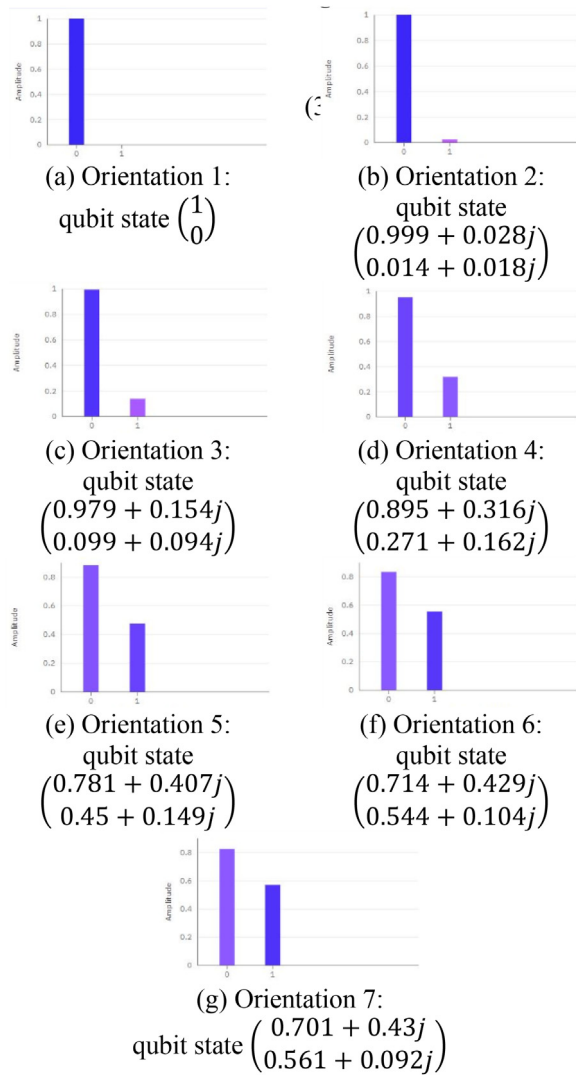 1
0.8
0.6
0.4
0.2
0
Amplitude
0 1
(a) Orientation 1:
qubit state (1
0)
1
0.8
0.6
0.4
0.2
0
Amplitude
0 1
(3
(b) Orientation 2:
qubit state
(0.999 + 0.028j
0.014 + 0.018j)
1
0.8
0.6
0.4
0.2
0
Amplitude
0 1
(c) Orientation 3:
qubit state
(0.979 + 0.154j
0.099 + 0.094j)
1
0.8
0.6
0.4
0.2
0
Amplitude
0 1
(d) Orientation 4:
qubit state
(0.895 + 0.316j
0.271 + 0.162j)
0.8
0.6
0.4
0.2
0
Amplitude
0 1
(e) Orientation 5:
qubit state
(0.781 + 0.407j
0.45 + 0.149j)
0.8
0.6
0.4
0.2
0
Amplitude
0 1
(f) Orientation 6:
qubit state
(0.714 + 0.429j
0.544 + 0.104j)
0.8
0.6
0.4
0.2
0
Amplitude
0 1
(g) Orientation 7:
qubit state (0.701 + 0.43j
0.561 + 0.092j)